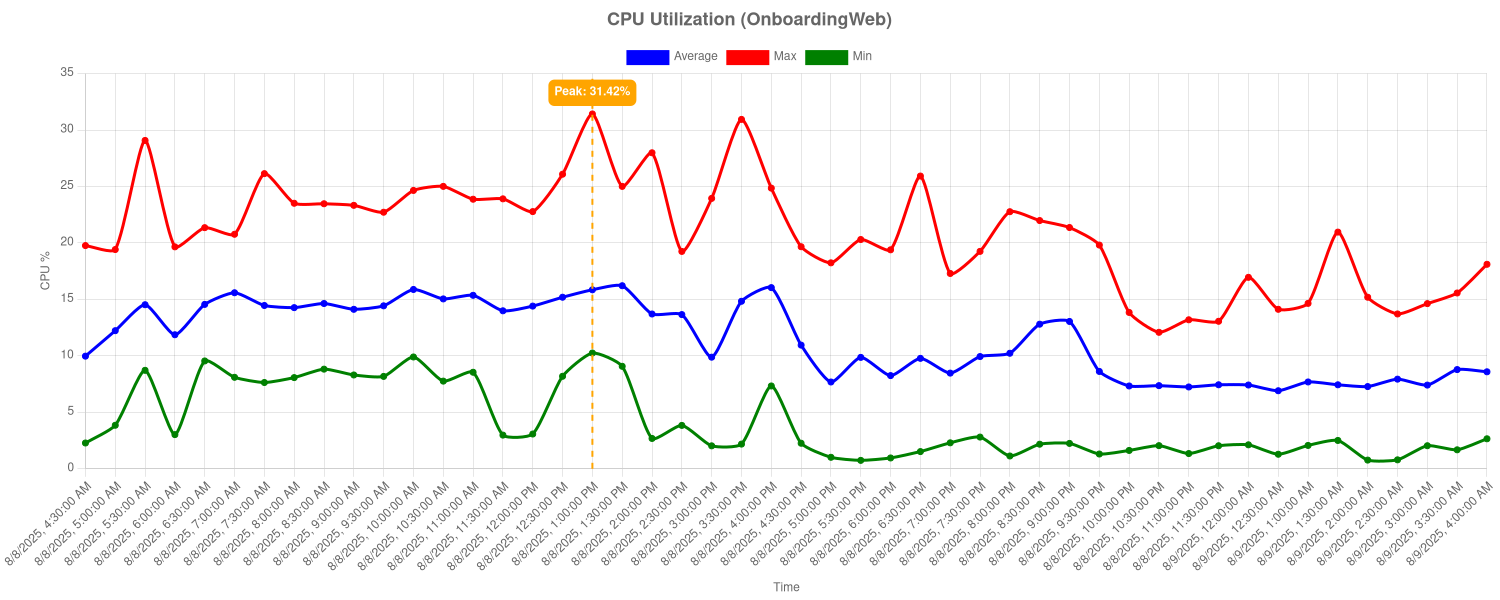 CPU Utilization (OnboardingWeb)
Average Max Min
35
30
25
20
15
10
5
0
CPU %
Peak: 31.42%
8/8/2025, 4:30:00 AM
8/8/2025, 5:00:00 AM
8/8/2025, 5:30:00 AM
8/8/2025, 6:00:00 AM
8/8/2025, 6:30:00 AM
8/8/2025, 7:00:00 AM
8/8/2025, 7:30:00 AM
8/8/2025, 8:00:00 AM
8/8/2025, 8:30:00 AM
8/8/2025, 9:00:00 AM
8/8/2025, 9:30:00 AM
8/8/2025, 10:00:00 AM
8/8/2025, 10:30:00 AM
8/8/2025, 11:00:00 AM
8/8/2025, 11:30:00 AM
8/8/2025, 12:00:00 PM
8/8/2025, 12:30:00 PM
8/8/2025, 1:00:00 PM
8/8/2025, 1:30:00 PM
8/8/2025, 2:00:00 PM
8/8/2025, 2:30:00 PM
8/8/2025, 3:00:00 PM
8/8/2025, 3:30:00 PM
8/8/2025, 4:00:00 PM
8/8/2025, 4:30:00 PM
8/8/2025, 5:00:00 PM
8/8/2025, 5:30:00 PM
8/8/2025, 6:00:00 PM
8/8/2025, 6:30:00 PM
8/8/2025, 7:00:00 PM
8/8/2025, 7:30:00 PM
8/8/2025, 8:00:00 PM
8/8/2025, 8:30:00 PM
8/8/2025, 9:00:00 PM
8/8/2025, 9:30:00 PM
8/8/2025, 10:00:00 PM
8/8/2025, 10:30:00 PM
8/8/2025, 11:00:00 PM
8/8/2025, 11:30:00 PM
8/9/2025, 12:00:00 AM
8/9/2025, 12:30:00 AM
8/9/2025, 1:00:00 AM
8/9/2025, 1:30:00 AM
8/9/2025, 2:00:00 AM
8/9/2025, 2:30:00 AM
8/9/2025, 3:00:00 AM
8/9/2025, 3:30:00 AM
8/9/2025, 4:00:00 AM
Time